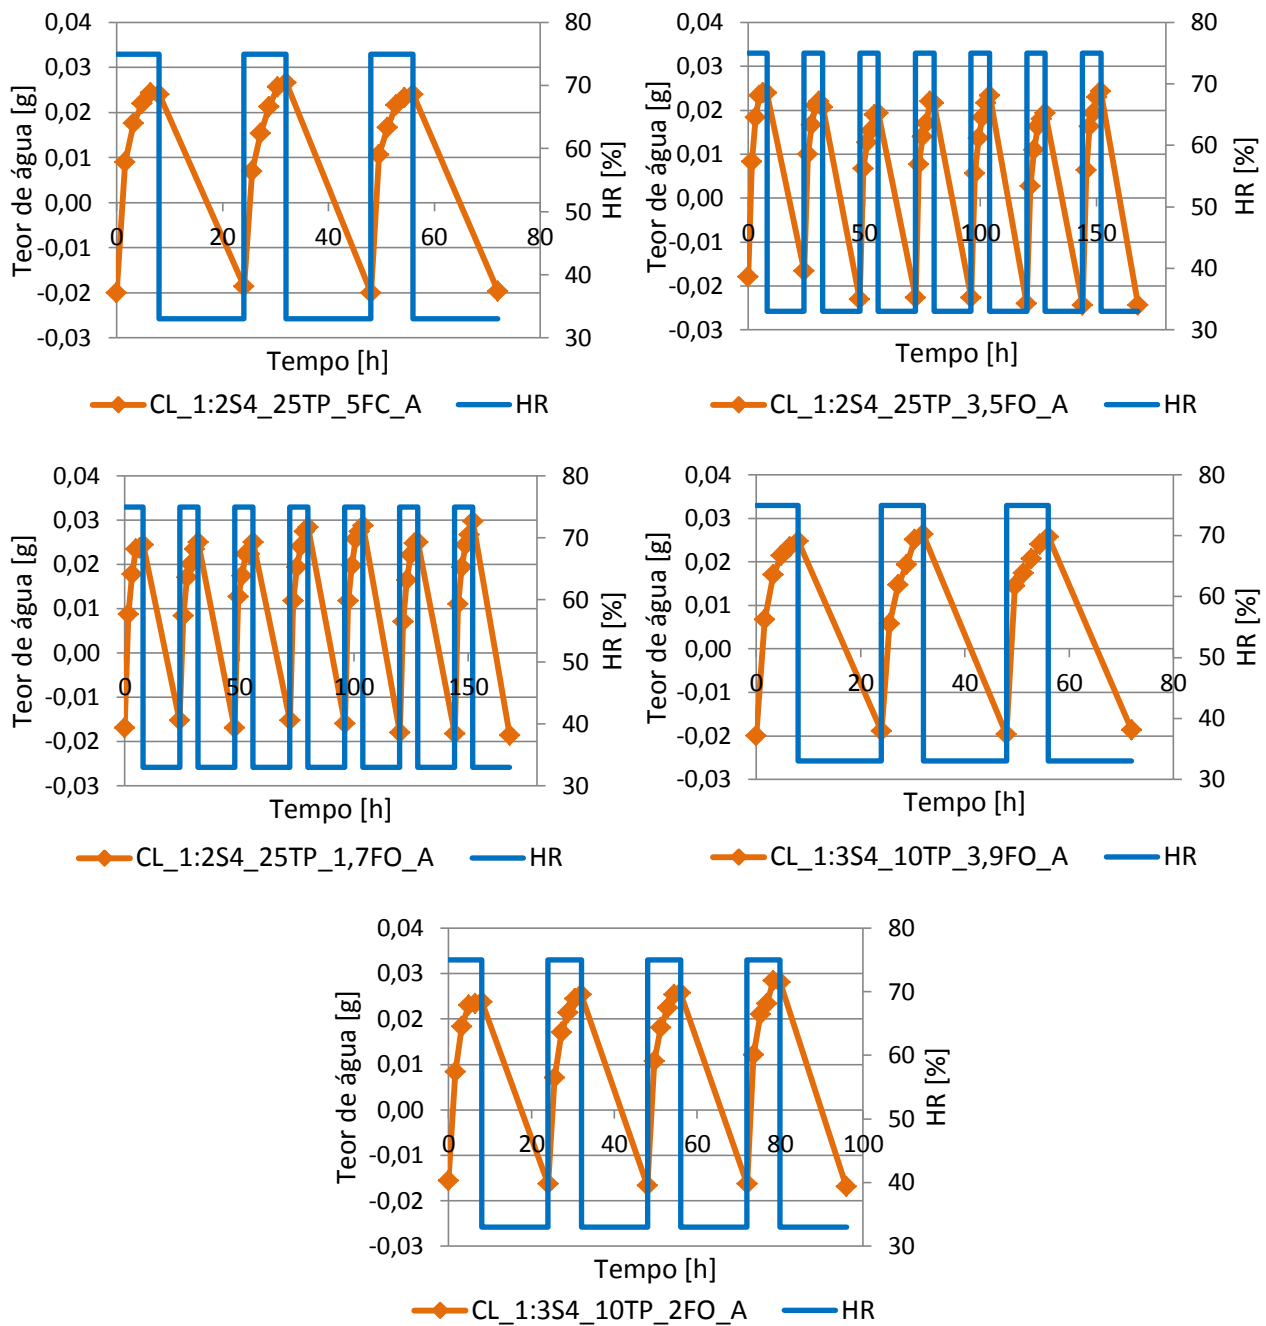 0,04
0,03
0,02
0,01
0,00
-0,01
-0,02
-0,03
Teor de água [g]
0 20 40 60 80
80
70
60
50
40
30
HR [%]
Tempo [h]
CL_1:2S4_25TP_5FC_A HR
0,04
0,03
0,02
0,01
0,00
-0,01
-0,02
-0,03
Teor de água [g]
0 50 100 150
80
70
60
50
40
30
HR [%]
Tempo [h]
CL_1:2S4_25TP_3,5FO_A HR
0,04
0,03
0,02
0,01
0,00
-0,01
-0,02
-0,03
Teor de água [g]
0 50 100 150
80
70
60
50
40
30
HR [%]
Tempo [h]
CL_1:2S4_25TP_1,7FO_A HR
0,04
0,03
0,02
0,01
0,00
-0,01
-0,02
-0,03
Teor de água [g]
0 20 40 60 80
80
70
60
50
40
30
HR [%]
Tempo [h]
CL_1:3S4_10TP_3,9FO_A HR
0,04
0,03
0,02
0,01
0,00
-0,01
-0,02
-0,03
Teor de água [g]
0 20 40 60 80 100
80
70
60
50
40
30
HR [%]
Tempo [h]
CL_1:3S4_10TP_2FO_A HR